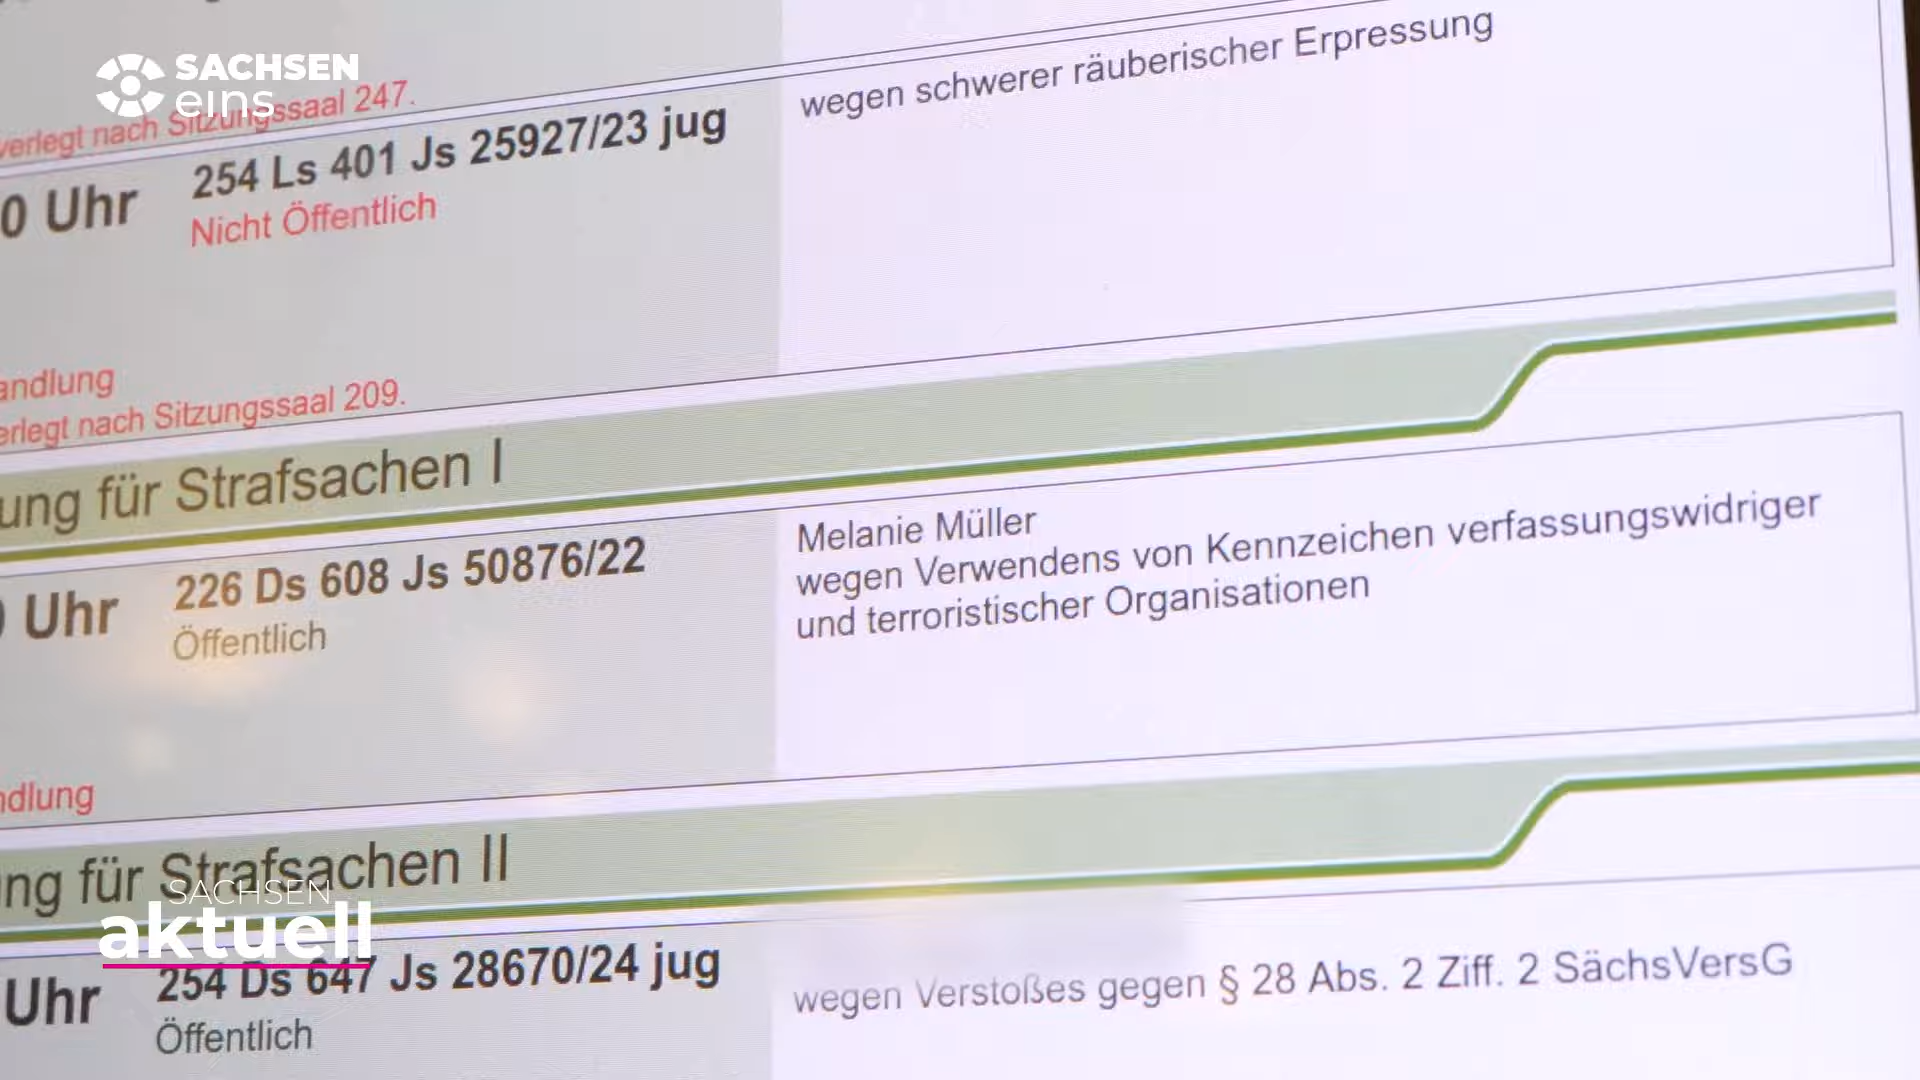 SACHSEN
eins
wegen schwerer räuberischer Erpressung
verlegt nach Sitzungssaal 247.
0 Uhr 254 Ls 401 Js 25927/23 jug
Nicht Öffentlich
andlung
erlegt nach Sitzungssaal 209.
ung für Strafsachen I
Melanie Müller
0 Uhr 226 Ds 608 Js 50876/22 wegen Verwendens von Kennzeichen verfassungswidriger
Öffentlich und terroristischer Organisationen
ndlung
ng für Strafsachen II
SACHSEN
aktuell
Uhr 254 Ds 647 Js 28670/24 jug
wegen Verstoßes gegen § 28 Abs. 2 Ziff. 2 SächsVersG
Öffentlich